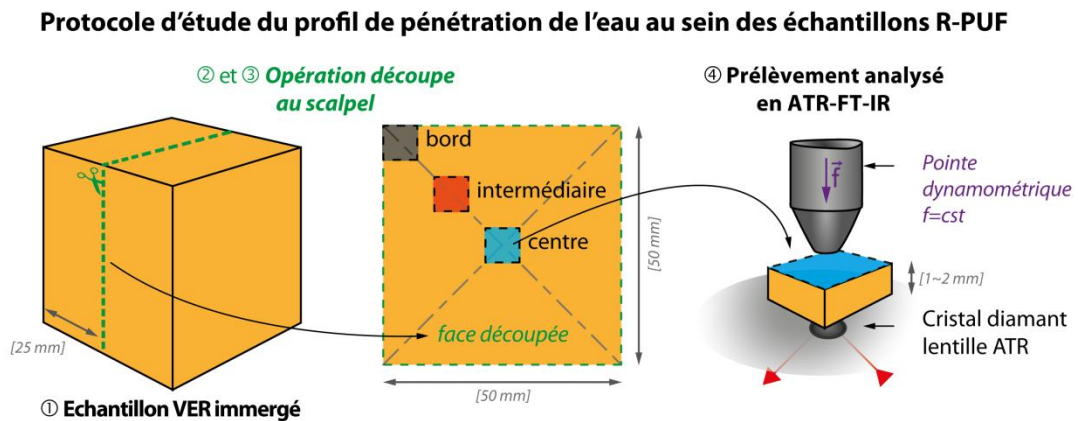 Protocole d’étude du profil de pénétration de l’eau au sein des échantillons R-PUF
② et ③ Opération découpe
au scalpel
④ Prélèvement analysé
en ATR-FT-IR
bord
intermédiaire
centre
face découpée
[50 mm]
[50 mm]
[25 mm]
① Echantillon VER immergé
f
Pointe
dynamométrique,
f=cst
[1~2 mm]
Cristal diamant
lentille ATR